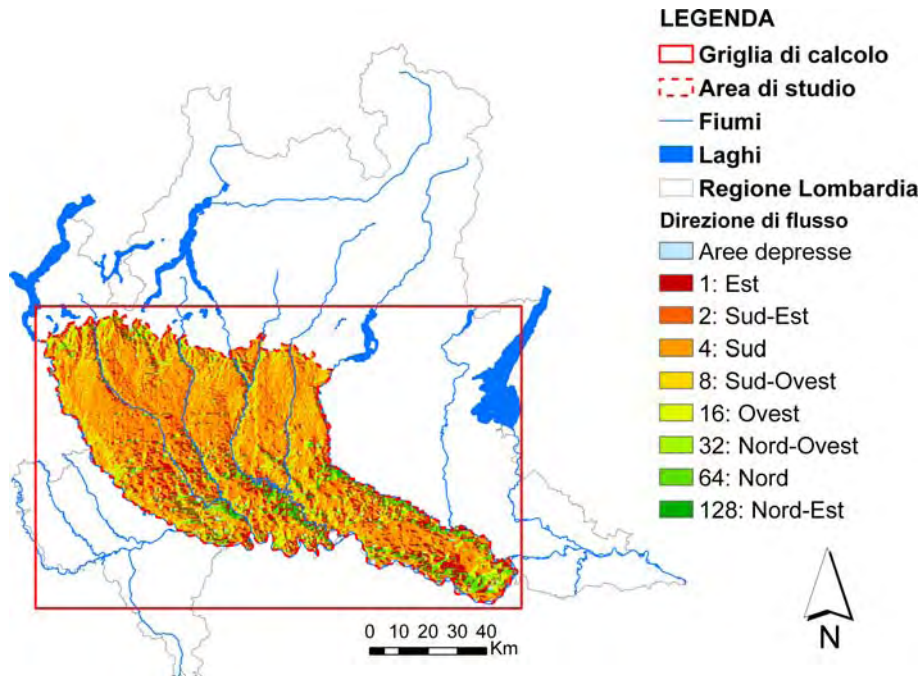 LEGENDA
Griglia di calcolo
Area di studio
Fiumi
Laghi
Regione Lombardia
Direzione di flusso
Aree depresse
1: Est
2: Sud-Est
4: Sud
8: Sud-Ovest
16: Ovest
32: Nord-Ovest
64: Nord
128: Nord-Est
0 10 20 30 40
Km
N